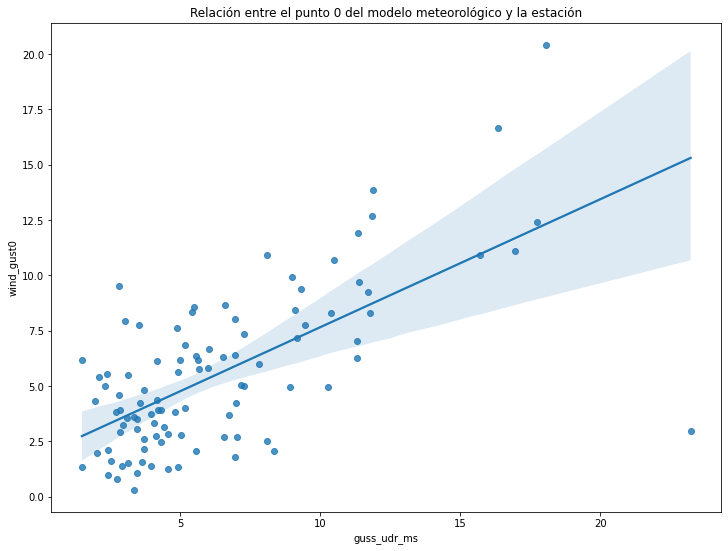 Relación entre el punto 0 del modelo meteorológico y la estación
20.0
17.5
15.0
12.5
10.0
7.5
5.0
2.5
0.0
wind_gust0
5 10 15 20
guss_udr_ms